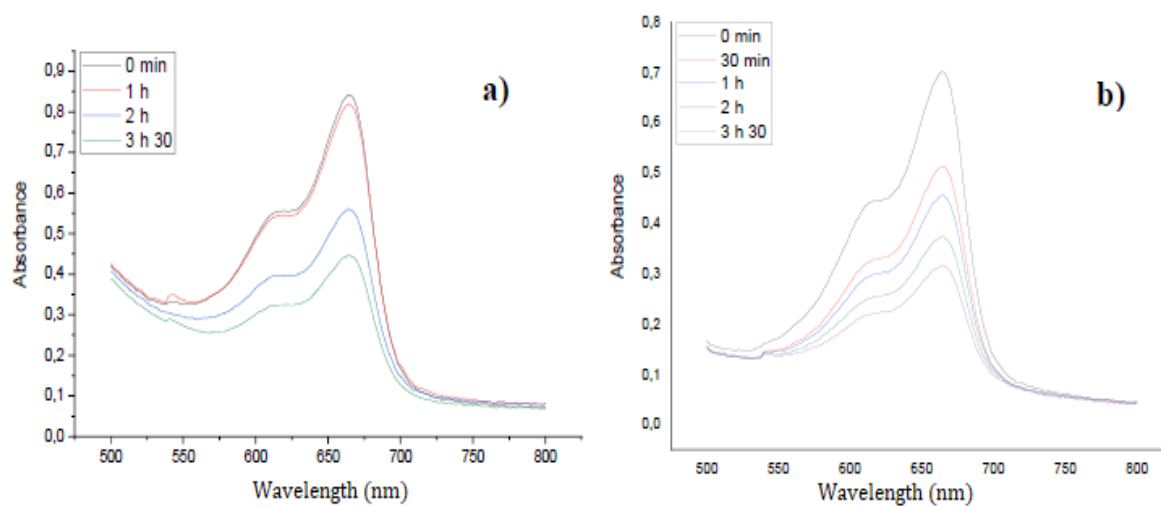 a)
0 min
1 h
2 h
3 h 30
0,9
0,8
0,7
0,6
0,5
0,4
0,3
0,2
0,1
0,0
Absorbance
500 550 600 650 700 750 800
Wavelength (nm)
b)
0 min
30 min
1 h
2 h
3 h 30
0,8
0,7
0,6
0,5
0,4
0,3
0,2
0,1
0,0
Absorbance
500 550 600 650 700 750 800
Wavelength (nm)